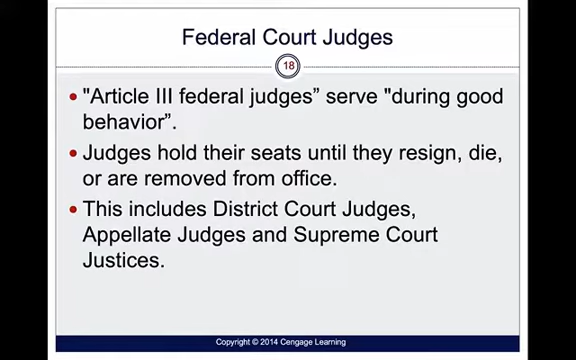 Federal Court Judges
18
• "Article III federal judges” serve "during good
behavior”.
• Judges hold their seats until they resign, die,
or are removed from office.
• This includes District Court Judges,
Appellate Judges and Supreme Court
Justices.
Copyright © 2014 Cengage Learning